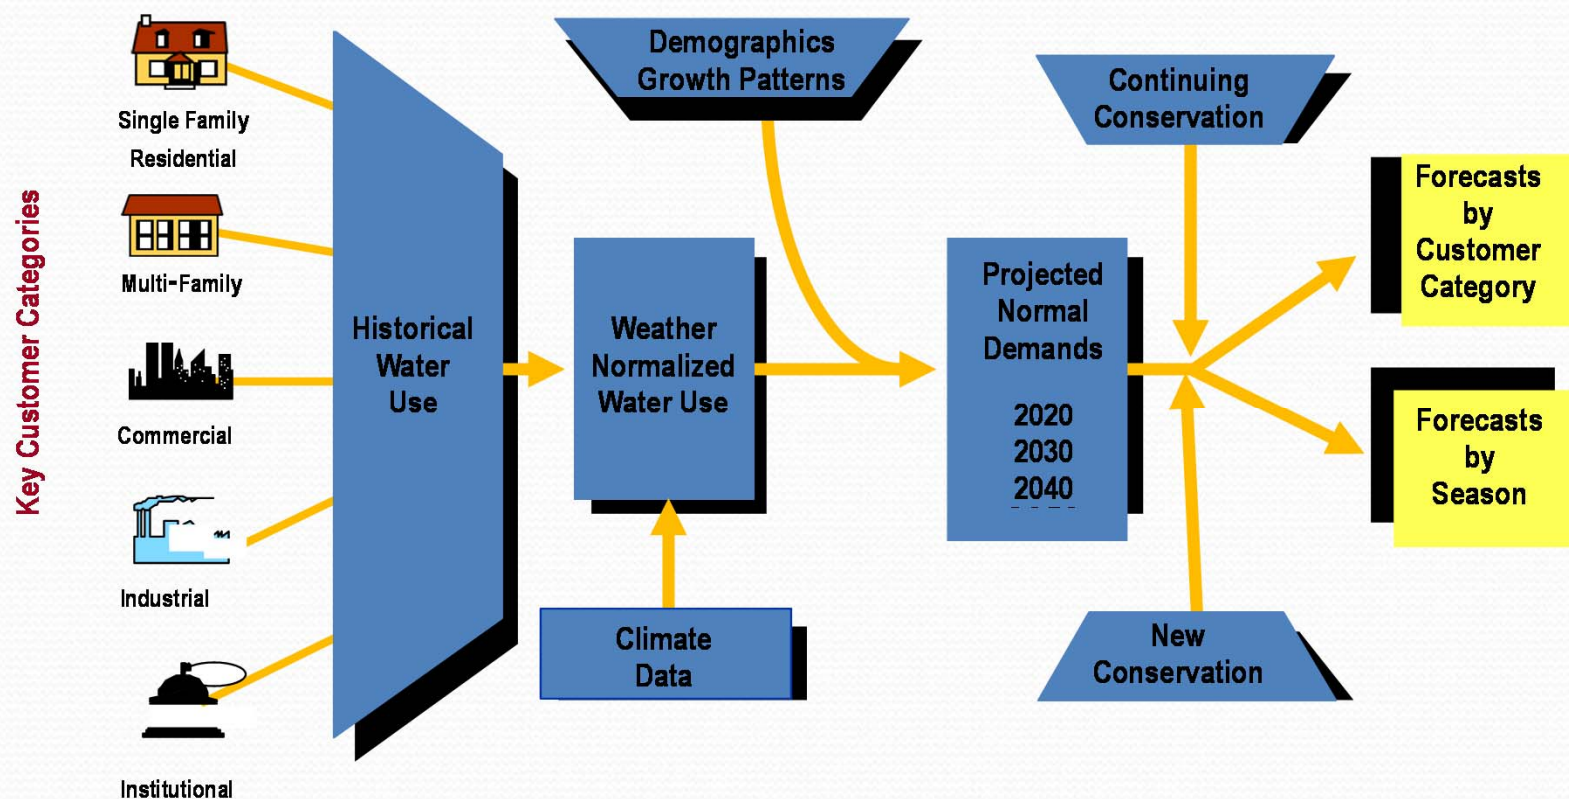 Key Customer Categories
Single Family
Residential
Multi-Family
Commercial
Industrial
Institutional
Historical
Water
Use
Weather
Normalized
Water Use
Climate
Data
Demographics
Growth Patterns
Projected
Normal
Demands
2020
2030
2040
Continuing
Conservation
New
Conservation
Forecasts
by
Customer
Category
Forecasts
by
Season